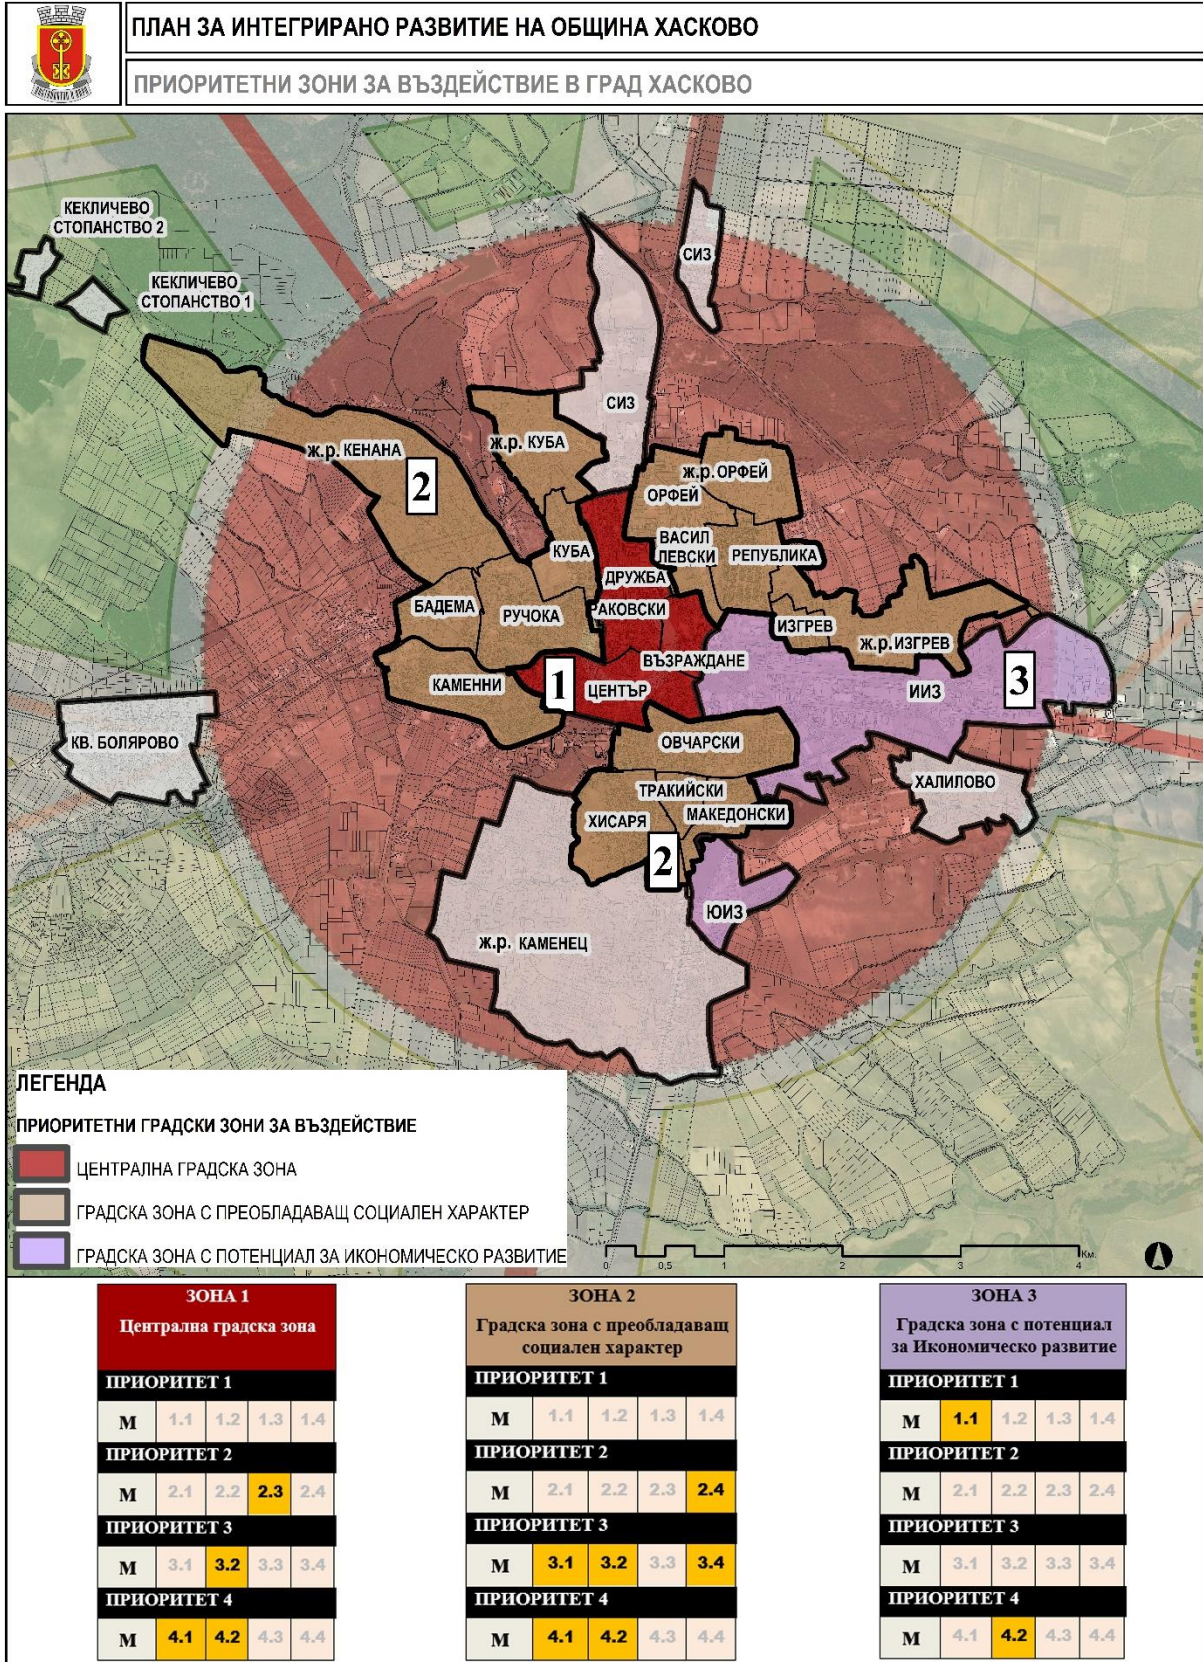 ПЛАН ЗА ИНТЕГРИРАНО РАЗВИТИЕ НА ОБЩИНА ХАСКОВО
ПРИОРИТЕТНИ ЗОНИ ЗА ВЪЗДЕЙСТВИЕ В ГРАД ХАСКОВО
КЕКЛИЧЕВО
СТОПАНСТВО 2
КЕКЛИЧЕВО
СТОПАНСТВО 1
СИЗ
СИЗ
ж.р. КЕНАНА
2
ж.р. КУБА
ж.р. ОРФЕЙ
ОРФЕЙ
КУБА
ВАСИЛ
ЛЕВСКИ
РЕПУБЛИКА
ДРУЖБА
БАДЕМА
РУЧОКА
РАКОВСКИ
ИЗГРЕВ
ж.р. ИЗГРЕВ
ВЪЗРАЖДАНЕ
КАМЕННИ
1
ЦЕНТЪР
ИИЗ
3
КВ. БОЛЯРОВО
ОВЧАРСКИ
ХАЛИЛОВО
ТРАКИЙСКИ
ХИСАРЯ
МАКЕДОНСКИ
2
ЮИЗ
ж.р. КАМЕНЕЦ
ЛЕГЕНДА
ПРИОРИТЕТНИ ГРАДСКИ ЗОНИ ЗА ВЪЗДЕЙСТВИЕ
ЦЕНТРАЛНА ГРАДСКА ЗОНА
ГРАДСКА ЗОНА С ПРЕОБЛАДАВАЩ СОЦИАЛЕН ХАРАКТЕР
ГРАДСКА ЗОНА С ПОТЕНЦИАЛ ЗА ИКОНОМИЧЕСКО РАЗВИТИЕ
0 0,5 1 2 3 4 Км.
ЗОНА 1
Централна градска зона
ПРИОРИТЕТ 1
М 1.1 1.2 1.3 1.4
ПРИОРИТЕТ 2
М 2.1 2.2 2.3 2.4
ПРИОРИТЕТ 3
М 3.1 3.2 3.3 3.4
ПРИОРИТЕТ 4
М 4.1 4.2 4.3 4.4
ЗОНА 2
Градска зона с преобладаващ
социален характер
ПРИОРИТЕТ 1
М 1.1 1.2 1.3 1.4
ПРИОРИТЕТ 2
М 2.1 2.2 2.3 2.4
ПРИОРИТЕТ 3
М 3.1 3.2 3.3 3.4
ПРИОРИТЕТ 4
М 4.1 4.2 4.3 4.4
ЗОНА 3
Градска зона с потенциал
за Икономическо развитие
ПРИОРИТЕТ 1
М 1.1 1.2 1.3 1.4
ПРИОРИТЕТ 2
М 2.1 2.2 2.3 2.4
ПРИОРИТЕТ 3
М 3.1 3.2 3.3 3.4
ПРИОРИТЕТ 4
М 4.1 4.2 4.3 4.4